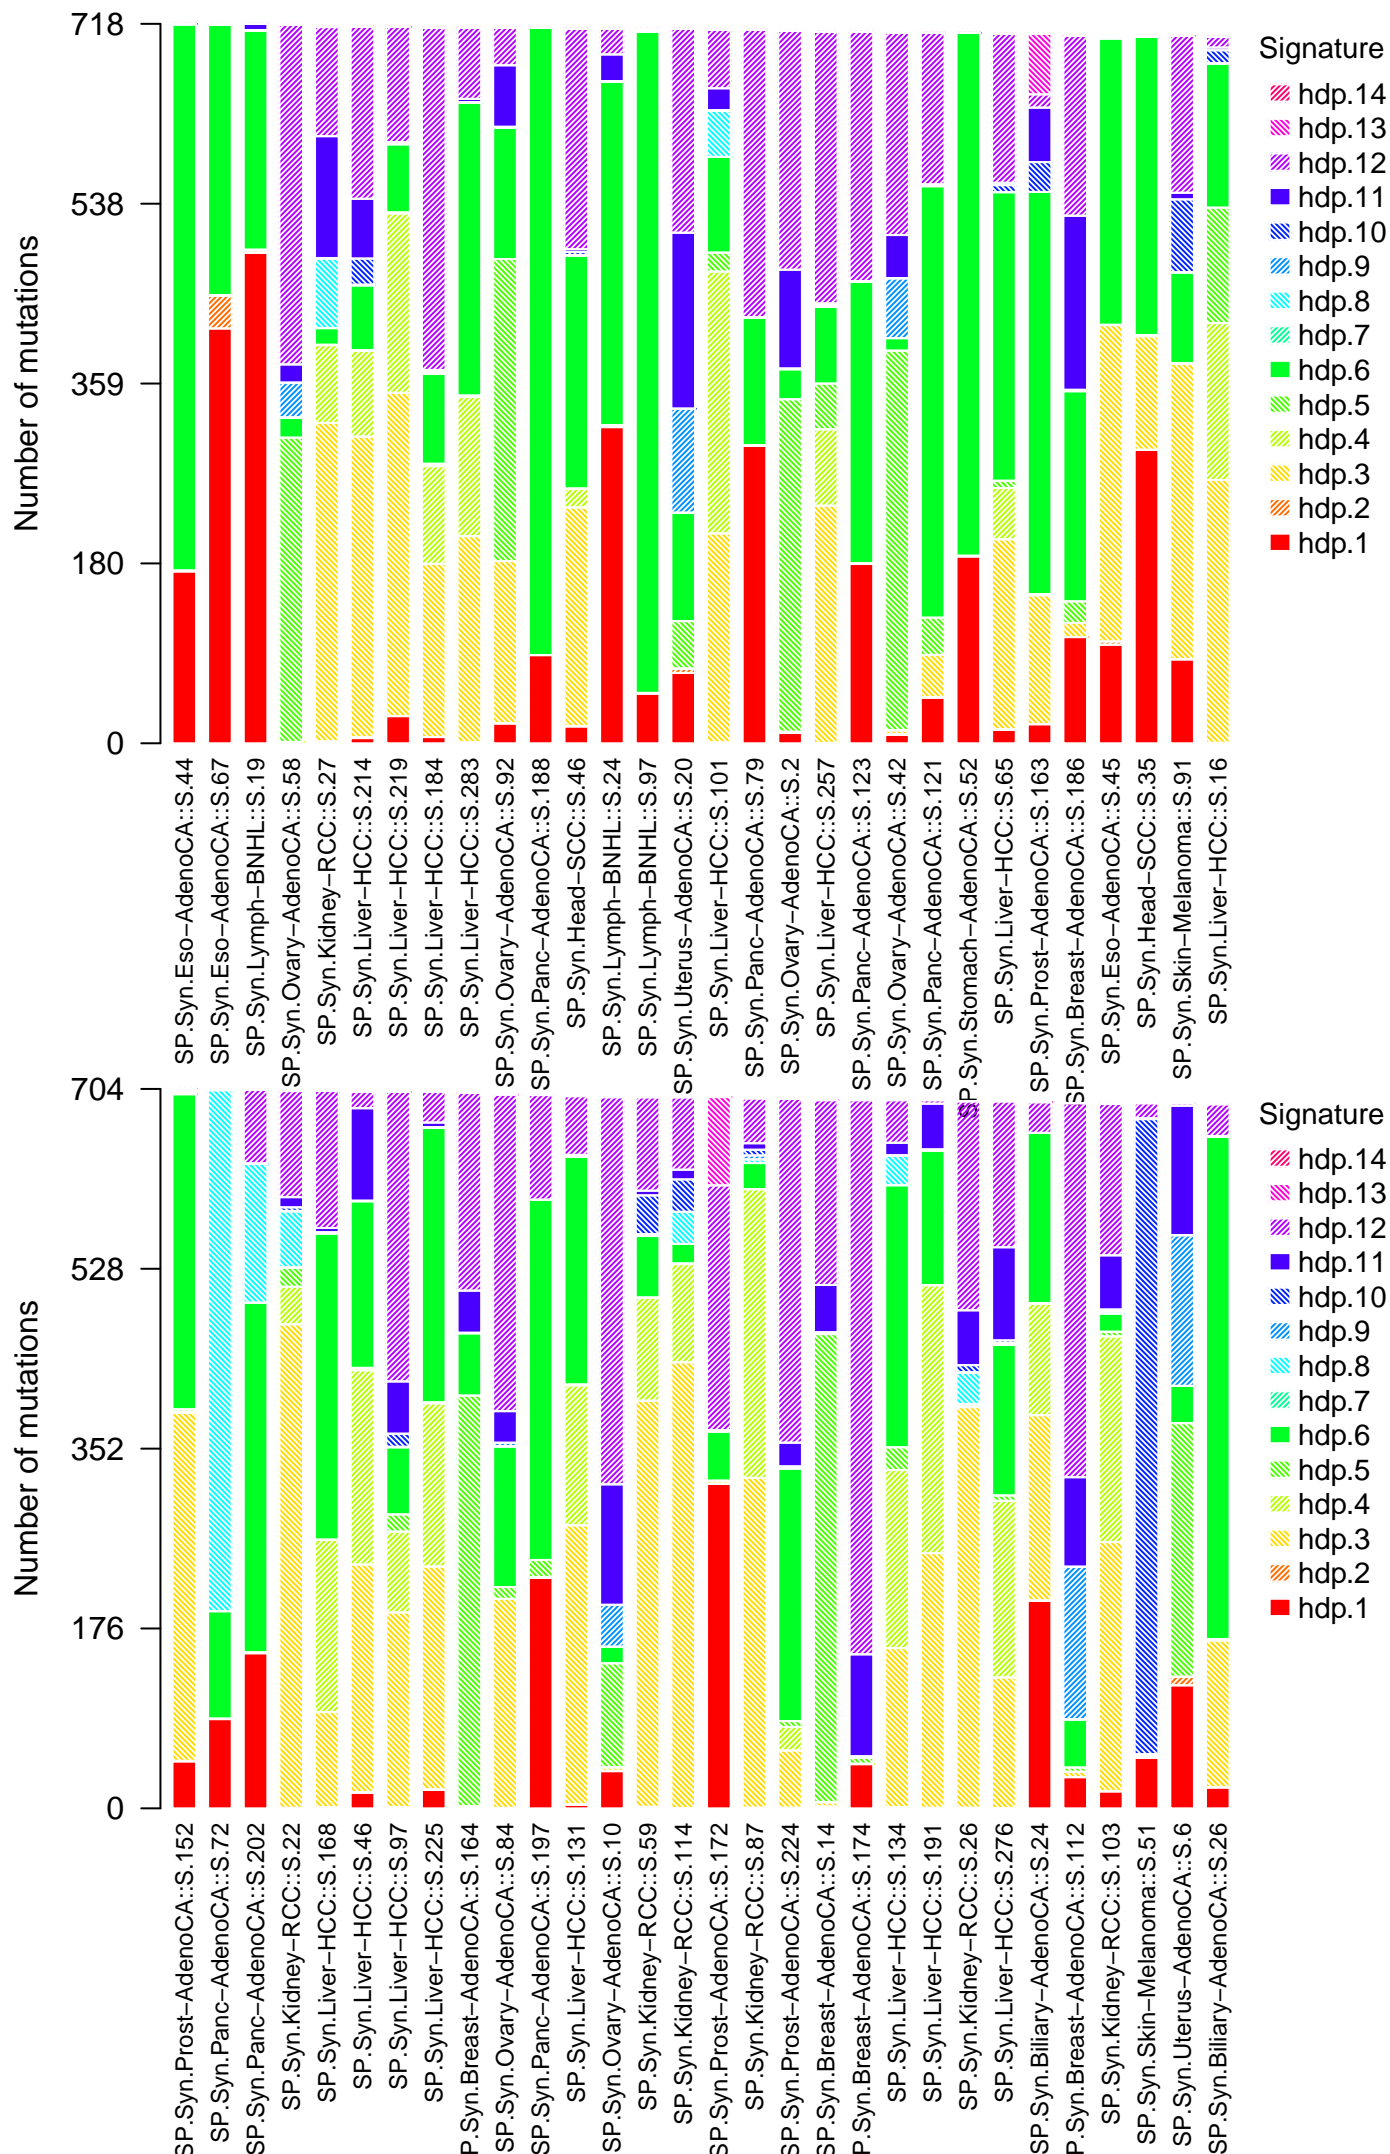 Number of mutations
718
538
359
180
0
SP.Syn.Eso−AdenoCA::S.44
SP.Syn.Eso−AdenoCA::S.67
SP.Syn.Lymph−BNHL::S.19
SP.Syn.Ovary−AdenoCA::S.58
SP.Syn.Kidney−RCC::S.27
SP.Syn.Liver−HCC::S.214
SP.Syn.Liver−HCC::S.219
SP.Syn.Liver−HCC::S.184
SP.Syn.Liver−HCC::S.283
SP.Syn.Ovary−AdenoCA::S.92
SP.Syn.Panc−AdenoCA::S.188
SP.Syn.Head−SCC::S.46
SP.Syn.Lymph−BNHL::S.24
SP.Syn.Lymph−BNHL::S.97
SP.Syn.Uterus−AdenoCA::S.20
SP.Syn.Liver−HCC::S.101
SP.Syn.Panc−AdenoCA::S.79
SP.Syn.Ovary−AdenoCA::S.2
SP.Syn.Liver−HCC::S.257
SP.Syn.Panc−AdenoCA::S.123
SP.Syn.Ovary−AdenoCA::S.42
SP.Syn.Panc−AdenoCA::S.121
SP.Syn.Stomach−AdenoCA::S.52
SP.Syn.Liver−HCC::S.65
SP.Syn.Prost−AdenoCA::S.163
SP.Syn.Breast−AdenoCA::S.186
SP.Syn.Eso−AdenoCA::S.45
SP.Syn.Head−SCC::S.35
SP.Syn.Skin−Melanoma::S.91
SP.Syn.Liver−HCC::S.16
Signature
hdp.14
hdp.13
hdp.12
hdp.11
hdp.10
hdp.9
hdp.8
hdp.7
hdp.6
hdp.5
hdp.4
hdp.3
hdp.2
hdp.1
Number of mutations
704
528
352
176
0
SP.Syn.Prost−AdenoCA::S.152
SP.Syn.Panc−AdenoCA::S.72
SP.Syn.Panc−AdenoCA::S.202
SP.Syn.Kidney−RCC::S.22
SP.Syn.Liver−HCC::S.168
SP.Syn.Liver−HCC::S.46
SP.Syn.Liver−HCC::S.97
SP.Syn.Liver−HCC::S.225
SP.Syn.Breast−AdenoCA::S.164
SP.Syn.Ovary−AdenoCA::S.84
SP.Syn.Panc−AdenoCA::S.197
SP.Syn.Liver−HCC::S.131
SP.Syn.Ovary−AdenoCA::S.10
SP.Syn.Kidney−RCC::S.59
SP.Syn.Kidney−RCC::S.114
SP.Syn.Prost−AdenoCA::S.172
SP.Syn.Kidney−RCC::S.87
SP.Syn.Prost−AdenoCA::S.224
SP.Syn.Breast−AdenoCA::S.14
SP.Syn.Breast−AdenoCA::S.174
SP.Syn.Liver−HCC::S.134
SP.Syn.Liver−HCC::S.191
SP.Syn.Kidney−RCC::S.26
SP.Syn.Liver−HCC::S.276
SP.Syn.Biliary−AdenoCA::S.24
SP.Syn.Breast−AdenoCA::S.112
SP.Syn.Kidney−RCC::S.103
SP.Syn.Skin−Melanoma::S.51
SP.Syn.Uterus−AdenoCA::S.6
SP.Syn.Biliary−AdenoCA::S.26
Signature
hdp.14
hdp.13
hdp.12
hdp.11
hdp.10
hdp.9
hdp.8
hdp.7
hdp.6
hdp.5
hdp.4
hdp.3
hdp.2
hdp.1